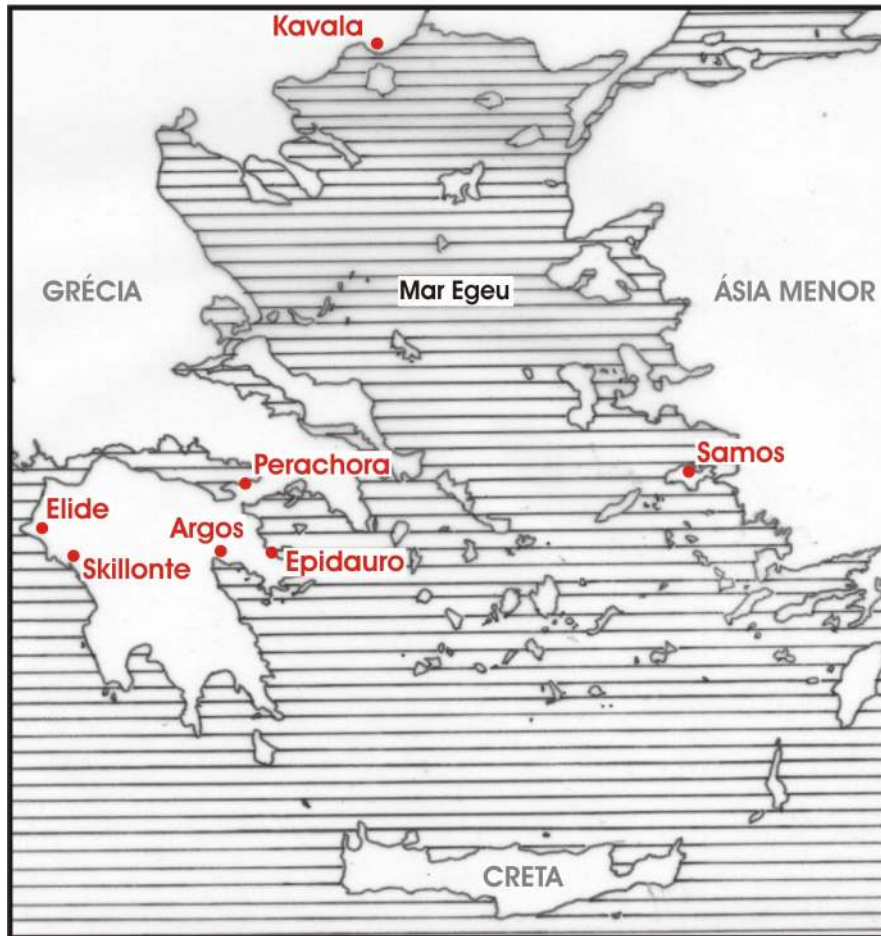 Kavala
GRÉCIA
Mar Egeu
ÁSIA MENOR
Perachora
Samos
Elide
Argos
Skillonte
Epidauro
CRETA